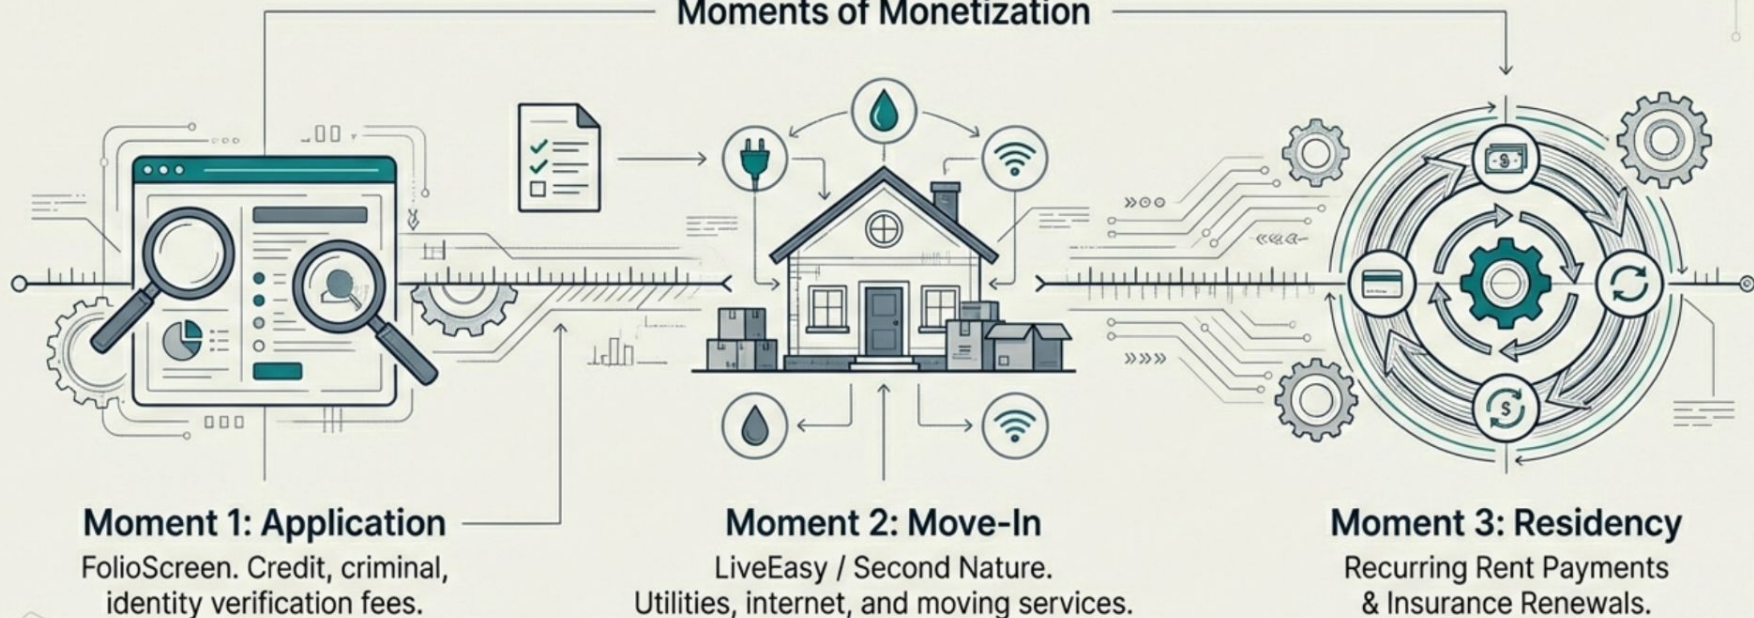 Moments of Monetization
Moment 1: Application
FolioScreen. Credit, criminal,
identity verification fees.
Moment 2: Move-In
LiveEasy / Second Nature.
Utilities, internet, and moving services.
Moment 3: Residency
Recurring Rent Payments
& Insurance Renewals.